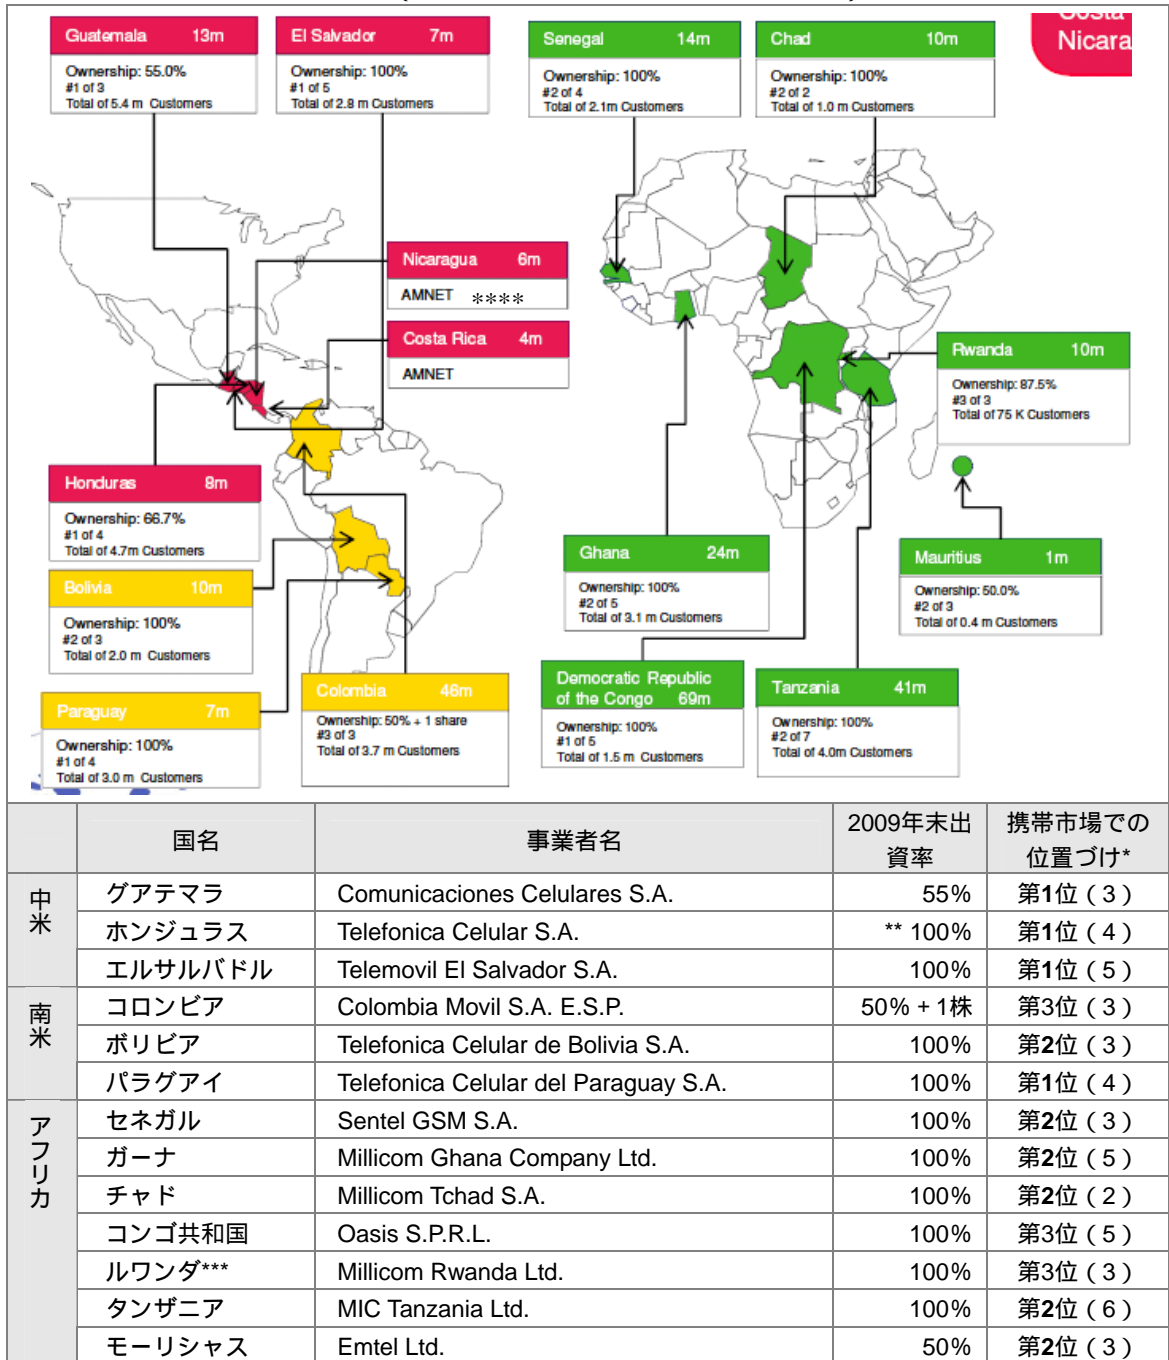 Guatemala 13m
Ownership: 55.0%
#1 of 3
Total of 5.4 m Customers
El Salvador 7m
Ownership: 100%
#1 of 5
Total of 2.8 m Customers
Senegal 14m
Ownership: 100%
#2 of 4
Total of 2.1m Customers
Chad 10m
Ownership: 100%
#2 of 2
Total of 1.0 m Customers
Nicara
Nicaragua 6m
AMNET ****
Costa Rica 4m
AMNET
Rwanda 10m
Ownership: 87.5%
#3 of 3
Total of 75 K Customers
Honduras 8m
Ownership: 66.7%
#1 of 4
Total of 4.7m Customers
Ghana 24m
Ownership: 100%
#2 of 5
Total of 3.1 m Customers
Mauritius 1m
Ownership: 50.0%
#2 of 3
Total of 0.4 m Customers
Bolivia 10m
Ownership: 100%
#2 of 3
Total of 2.0 m Customers
Paraguay 7m
Ownership: 100%
#1 of 4
Total of 3.0 m Customers
Colombia 46m
Ownership: 50% + 1 share
#3 of 3
Total of 3.7 m Customers
Democratic Republic
of the Congo 69m
Ownership: 100%
#1 of 5
Total of 1.5 m Customers
Tanzania 41m
Ownership: 100%
#2 of 7
Total of 4.0m Customers
国名 事業者名 2009年末出資率 携帯市場での位置づけ*
中米
グアテマラ Comunicaciones Celulares S.A. 55% 第1位（3）
ホンジュラス Telefonica Celular S.A. ** 100% 第1位（4）
エルサルバドル Telemovil El Salvador S.A. 100% 第1位（5）
南米
コロンビア Colombia Movil S.A. E.S.P. 50%＋1株 第3位（3）
ボリビア Telefonica Celular de Bolivia S.A. 100% 第2位（3）
パラグアイ Telefonica Celular del Paraguay S.A. 100% 第1位（4）
アフリカ
セネガル Sentel GSM S.A. 100% 第2位（3）
ガーナ Millicom Ghana Company Ltd. 100% 第2位（5）
チャド Millicom Tchad S.A. 100% 第2位（2）
コンゴ共和国 Oasis S.P.R.L. 100% 第3位（5）
ルワンダ*** Millicom Rwanda Ltd. 100% 第3位（3）
タンザニア MIC Tanzania Ltd. 100% 第2位（6）
モーリシャス Emtel Ltd. 50% 第2位（3）